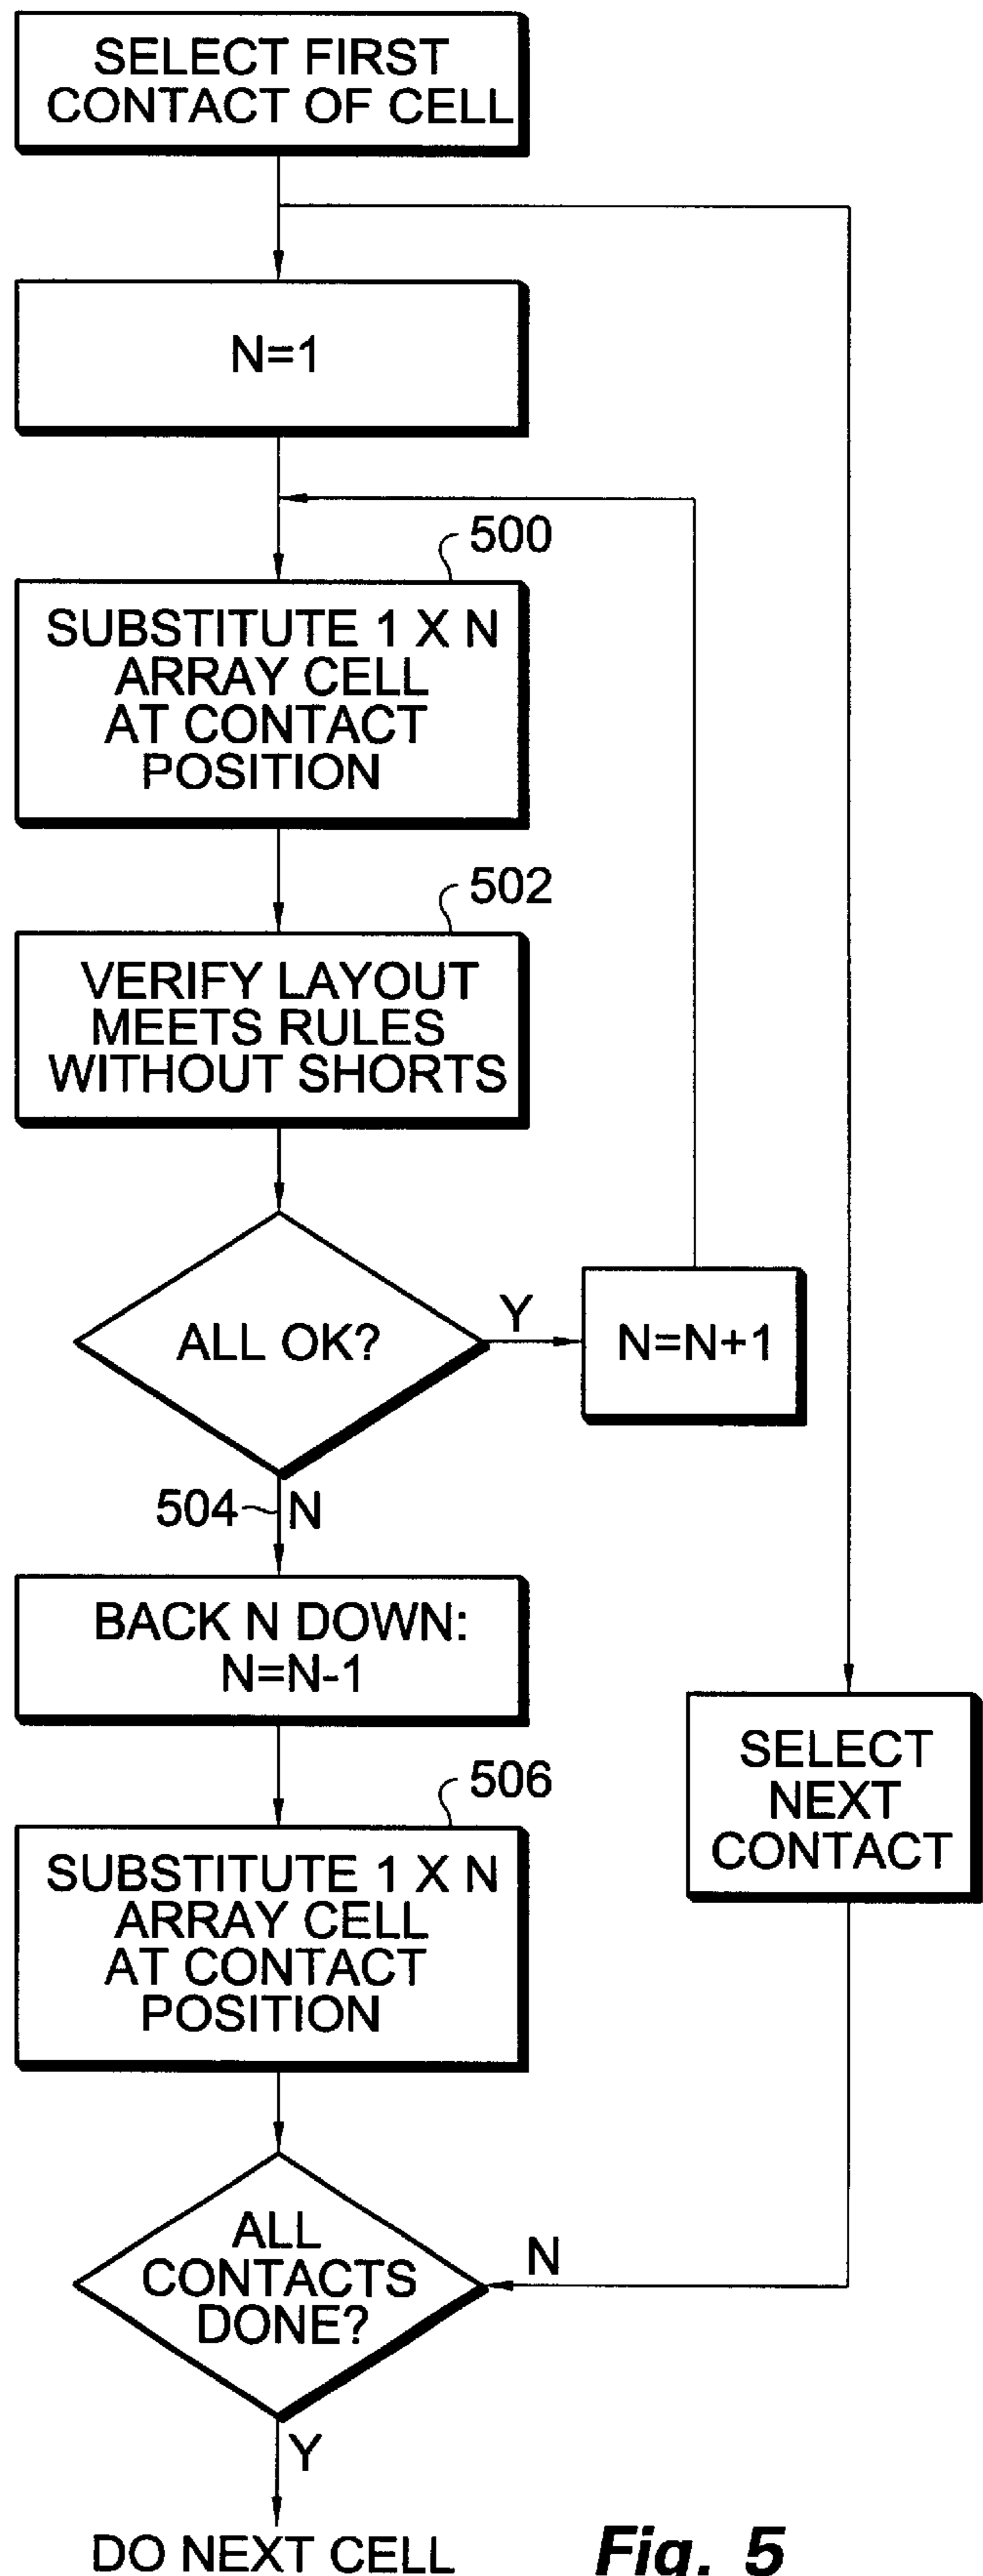 SELECT FIRST
CONTACT OF CELL
N=1
500
SUBSTITUTE 1 X N
ARRAY CELL
AT CONTACT
POSITION
502
VERIFY LAYOUT
MEETS RULES
WITHOUT SHORTS
ALL OK?
Y
N=N+1
504
N
BACK N DOWN:
N=N-1
SELECT
NEXT
CONTACT
506
SUBSTITUTE 1 X N
ARRAY CELL
AT CONTACT
POSITION
ALL
CONTACTS
DONE?
N
Y
DO NEXT CELL
Fig. 5